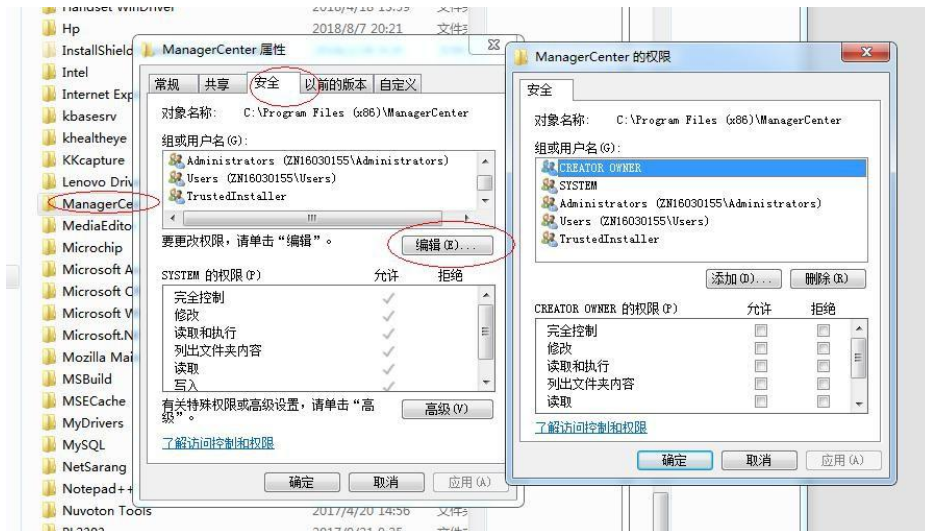 Handset WinDriver 2018/4/18 13:59
Hp 2018/8/7 20:21 文件
InstallShield
Intel
Internet Exp
kbasesrv
khealtheye
KKcapture
Lenovo Driv
ManagerCe
MediaEdito
Microchip
Microsoft A
Microsoft C
Microsoft V
Microsoft.N
Mozilla Mai
MSBuild
MSECache
MyDrivers
MySQL
NetSarang
Notepad++
Nuvoton Tools 2017/4/20 14:56 文件
ManagerCenter 属性
常规 共享 安全 以前的版本 自定义
对象名称: C:\Program Files (x86)\ManagerCenter
组或用户名(G):
Administrators (ZN16030155\Administrators)
Users (ZN16030155\Users)
TrustedInstaller
要更改权限，请单击“编辑”。
编辑(E)...
SYSTEM 的权限(P) 允许 拒绝
完全控制
修改
读取和执行
列出文件夹内容
读取
写入
有关特殊权限或高级设置，请单击“高
级”。
高级(V)
了解访问控制和权限
确定 取消 应用(A)
ManagerCenter 的权限
安全
对象名称: C:\Program Files (x86)\ManagerCenter
组或用户名(G):
CREATOR OWNER
SYSTEM
Administrators (ZN16030155\Administrators)
Users (ZN16030155\Users)
TrustedInstaller
添加(D)... 删除(R)
CREATOR OWNER 的权限(P) 允许 拒绝
完全控制
修改
读取和执行
列出文件夹内容
读取
了解访问控制和权限
确定 取消 应用(A)